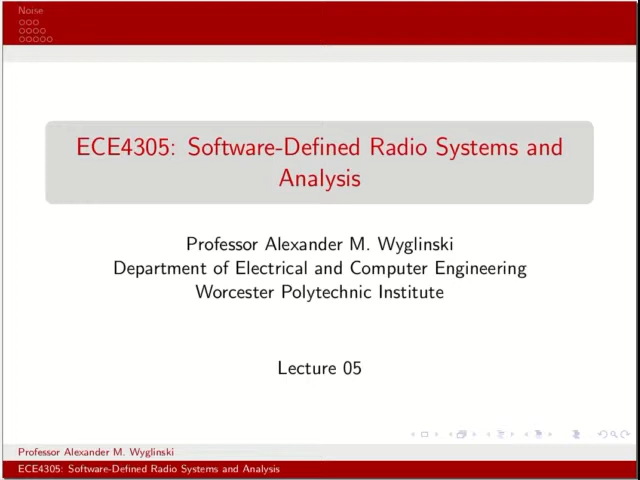 Noise
ECE4305: Software-Defined Radio Systems and
Analysis
Professor Alexander M. Wyglinski
Department of Electrical and Computer Engineering
Worcester Polytechnic Institute
Lecture 05
Professor Alexander M. Wyglinski
ECE4305: Software-Defined Radio Systems and Analysis